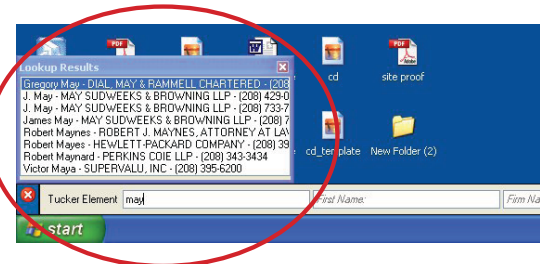 PDF
PDF
Adobe
Lookup Results
cd
site proof
Gregory May - DIAL, MAY & RAMMELL CHARTERED - (208
J. May - MAY SUDWEEKS & BROWNING LLP - (208) 429-0
J. May - MAY SUDWEEKS & BROWNING LLP - (208) 733-7
James May - MAY SUDWEEKS & BROWNING LLP - (208) 7
Robert Maynes - ROBERT J. MAYNES, ATTORNEY AT LA
Robert Mayes - HEWLETT-PACKARD COMPANY - (208) 39
Robert Maynard - PERKINS COIE LLP - (208) 343-3434
Victor Maya - SUPERVALU, INC - (208) 395-6200
cd_template New Folder (2)
Tucker Element may First Name: Firm Na
start